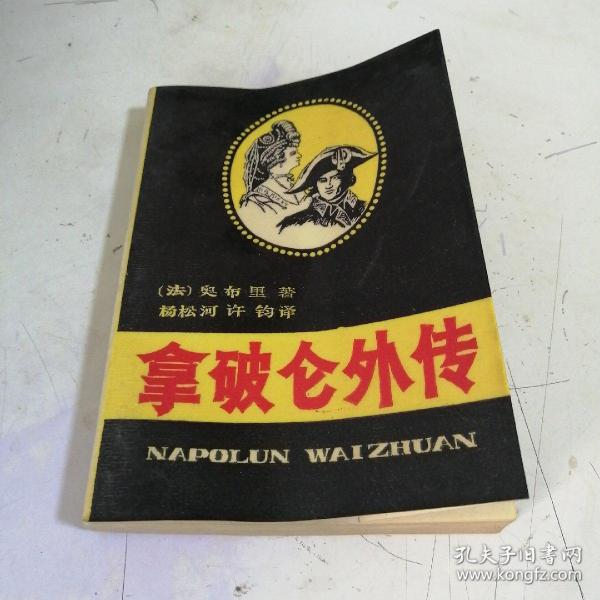 (法)奥布里 著
杨松河 许 钧译
拿破仑外传
NAPOLUN WAIZHUAN
孔夫子旧书网
www.kongfz.com